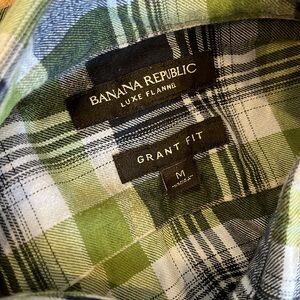 BANANA REPUBLIC
LUXE FLANNEL
GRANT FIT
M